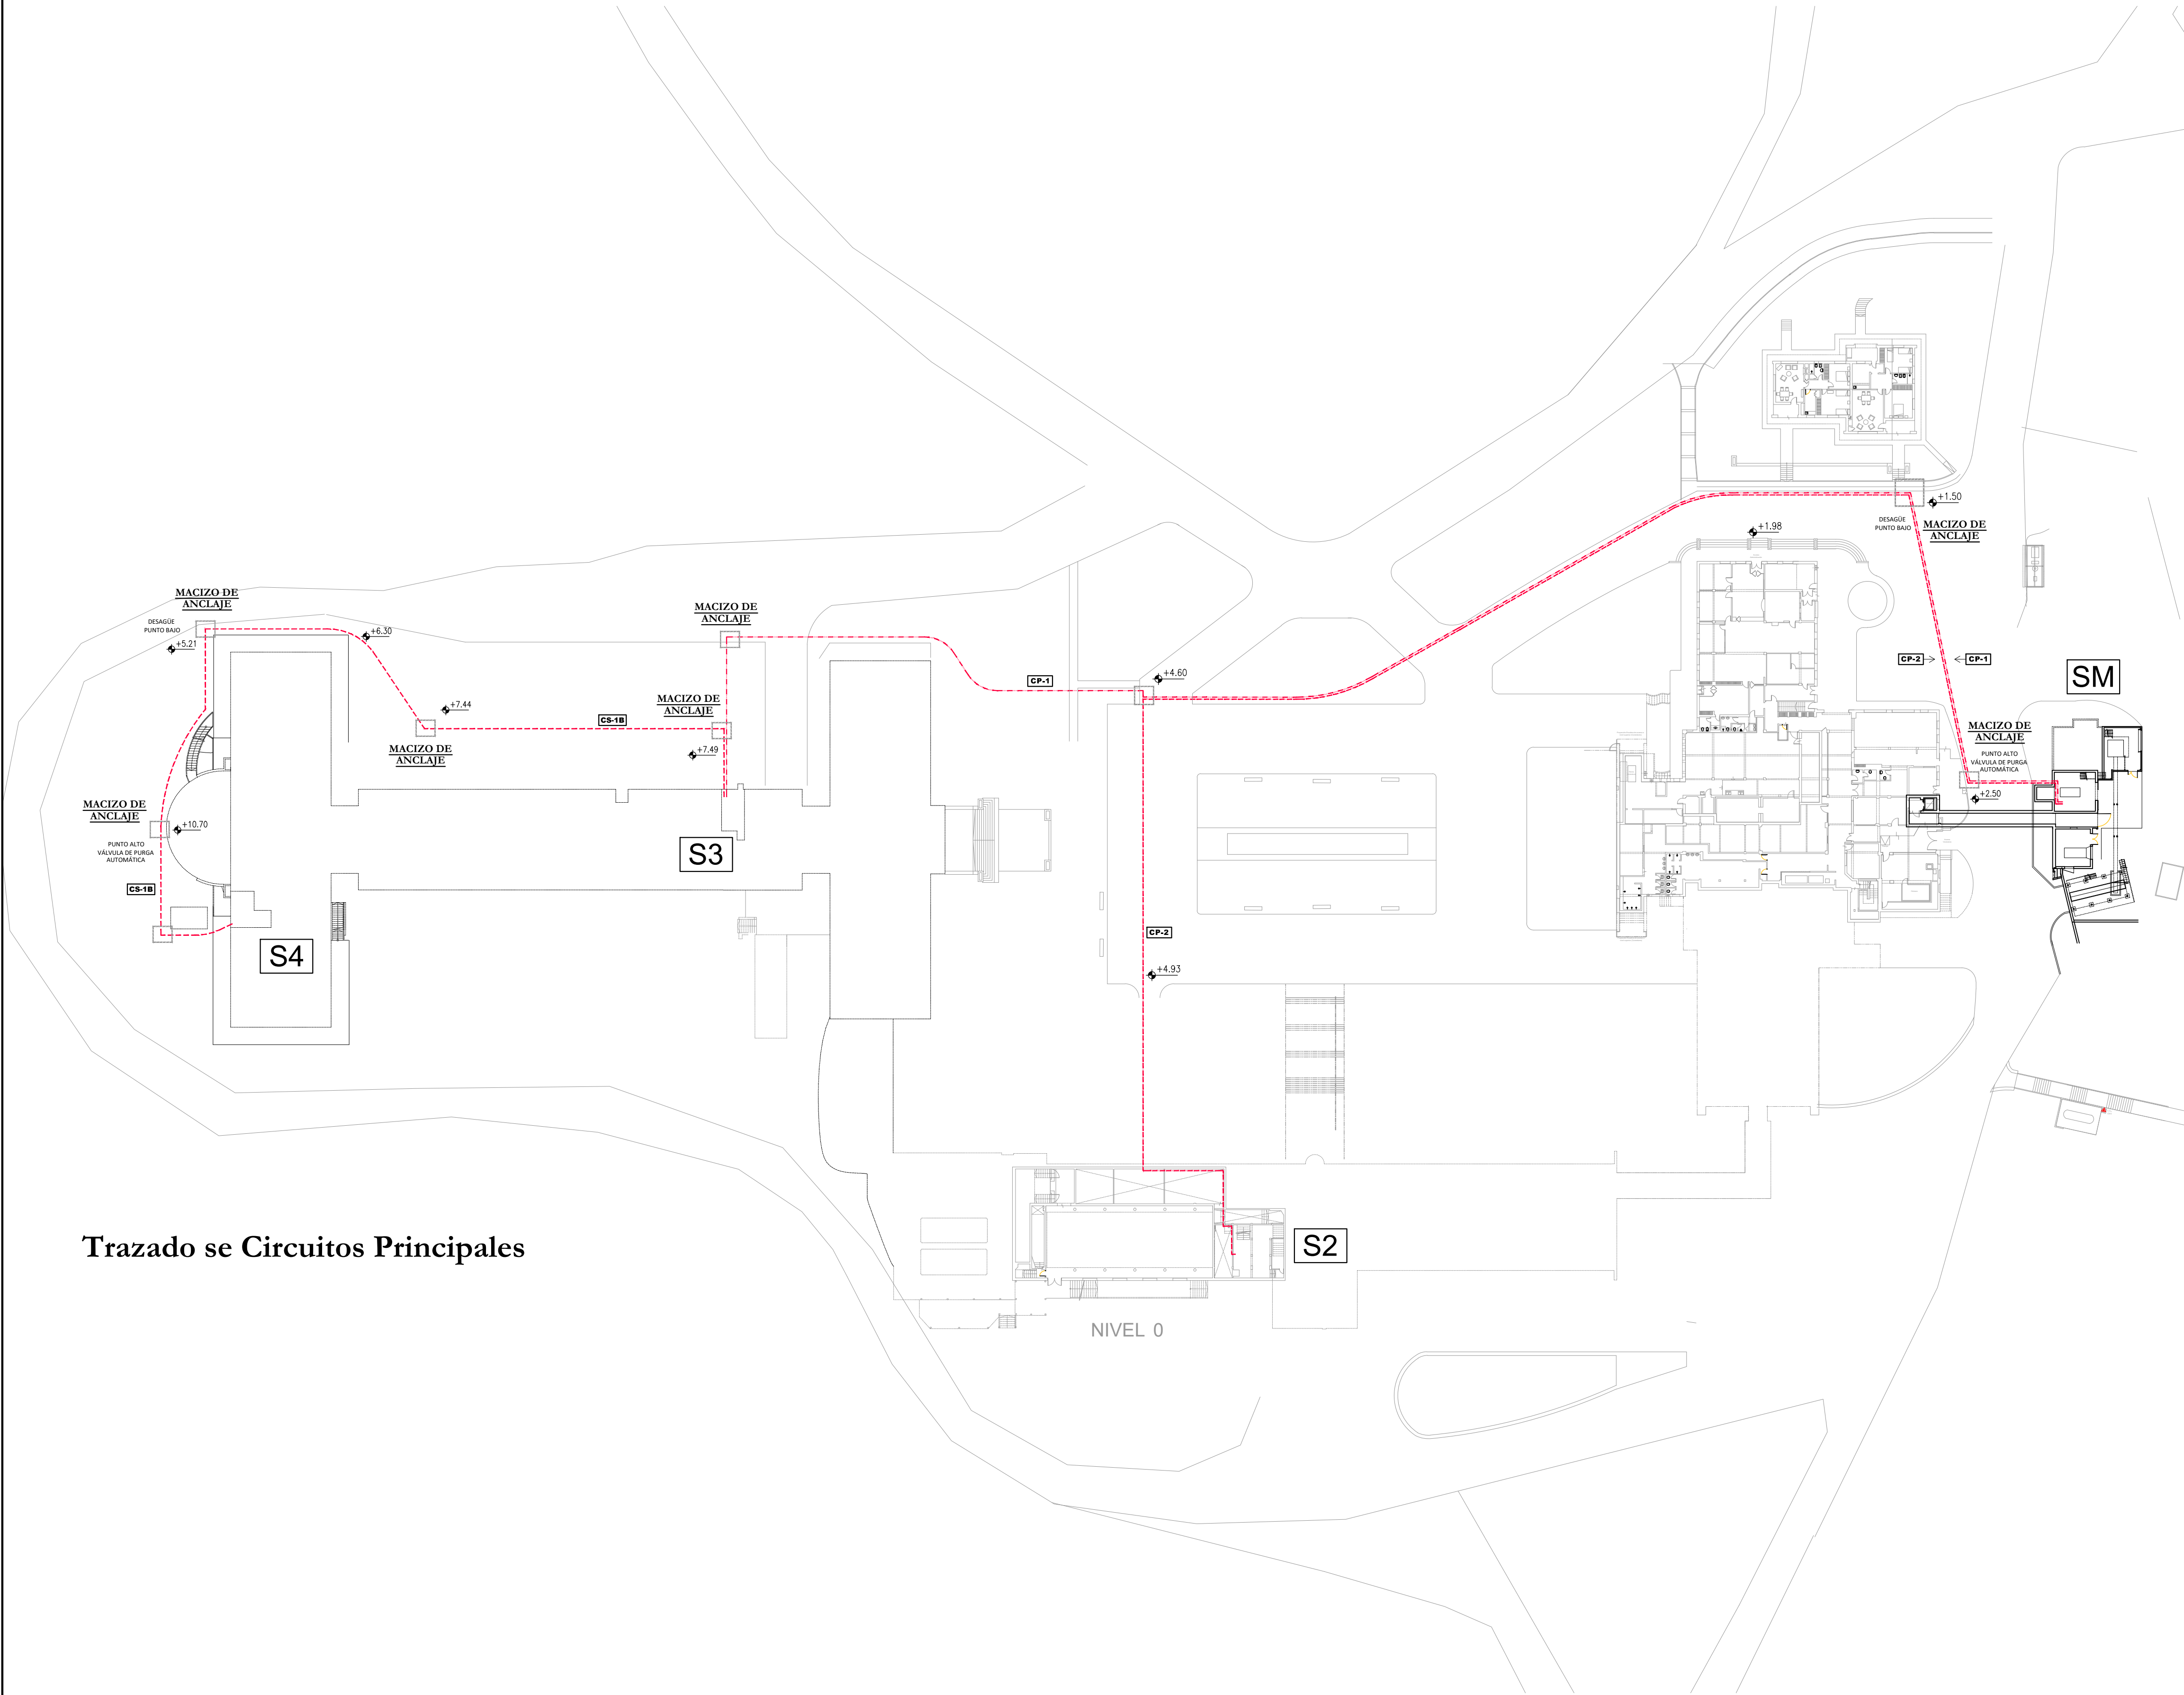 +1.50
DESAGÜE
PUNTO BAJO
MACIZO DE
ANCLAJE
+1.98
MACIZO DE
ANCLAJE
DESAGÜE
PUNTO BAJO
+5.21
+6.30
MACIZO DE
ANCLAJE
CP-2
CP-1
SM
+4.60
CP-1
MACIZO DE
ANCLAJE
+7.44
CS-1B
MACIZO DE
ANCLAJE
+7.49
MACIZO DE
ANCLAJE
PUNTO ALTO
VÁLVULA DE PURGA
AUTOMÁTICA
+2.50
MACIZO DE
ANCLAJE
+10.70
PUNTO ALTO
VÁLVULA DE PURGA
AUTOMÁTICA
CS-1B
S3
S4
CP-2
+4.93
Trazado se Circuitos Principales
S2
NIVEL 0